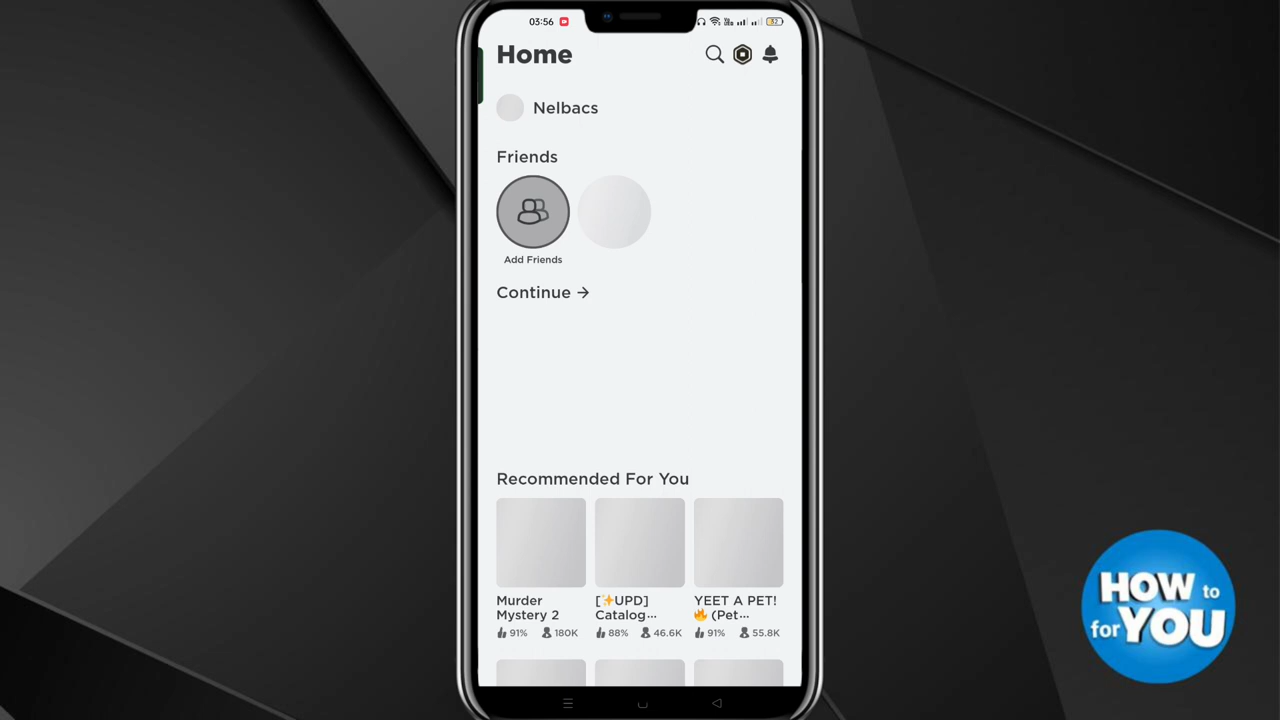 03:56
Home
Nelbacs
Friends
Add Friends
Continue →
Recommended For You
Murder
Mystery 2
91% 180K
[✨UPD]
Catalog...
88% 46.6K
YEET A PET!
🔥 (Pet...
91% 55.8K
HOW to
for YOU